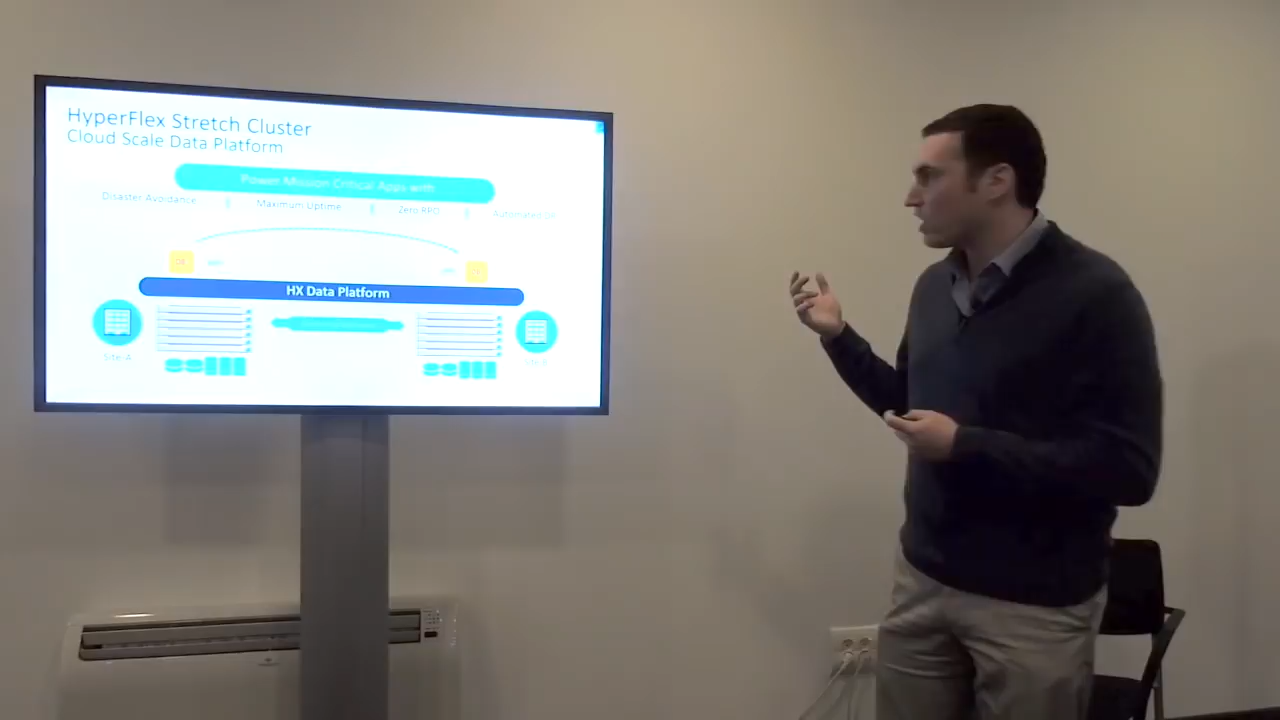 HyperFlex Stretch Cluster
Cloud Scale Data Platform
Power Mission Critical Apps with
Disaster Avoidance | Maximum Uptime | Zero RPO | Automated
HX Data Platform
Site A